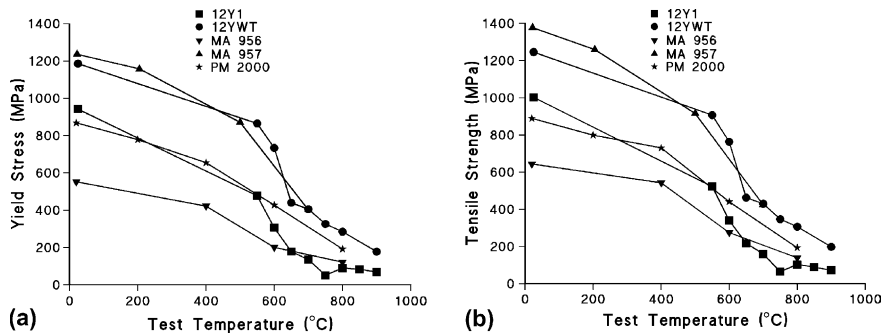 12Y1
12YWT
MA 956
MA 957
PM 2000
1400
1200
1000
800
600
400
200
0
Yield Stress (MPa)
0 200 400 600 800 1000
Test Temperature (°C)
(a)
12Y1
12YWT
MA 956
MA 957
PM 2000
1400
1200
1000
800
600
400
200
0
Tensile Strength (MPa)
0 200 400 600 800 1000
Test Temperature (°C)
(b)